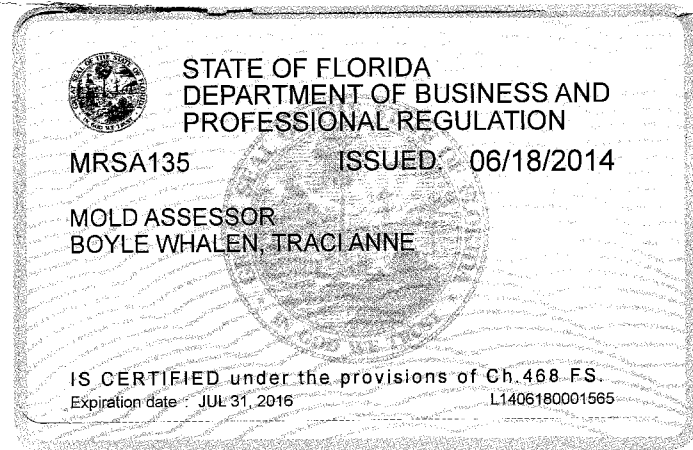 STATE OF FLORIDA
DEPARTMENT OF BUSINESS AND
PROFESSIONAL REGULATION
MRSA135 ISSUED: 06/18/2014
MOLD ASSESSOR
BOYLE WHALEN, TRACI ANNE
IS CERTIFIED under the provisions of Ch.468 FS.
Expiration date : JUL 31, 2016 L1406180001565